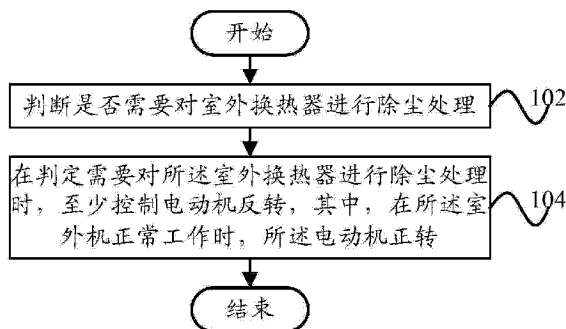 开始
判断是否需要对室外换热器进行除尘处理
102
在判定需要对所述室外换热器进行除尘处理
时，至少控制电动机反转，其中，在所述室
外机正常工作时，所述电动机正转
104
结束